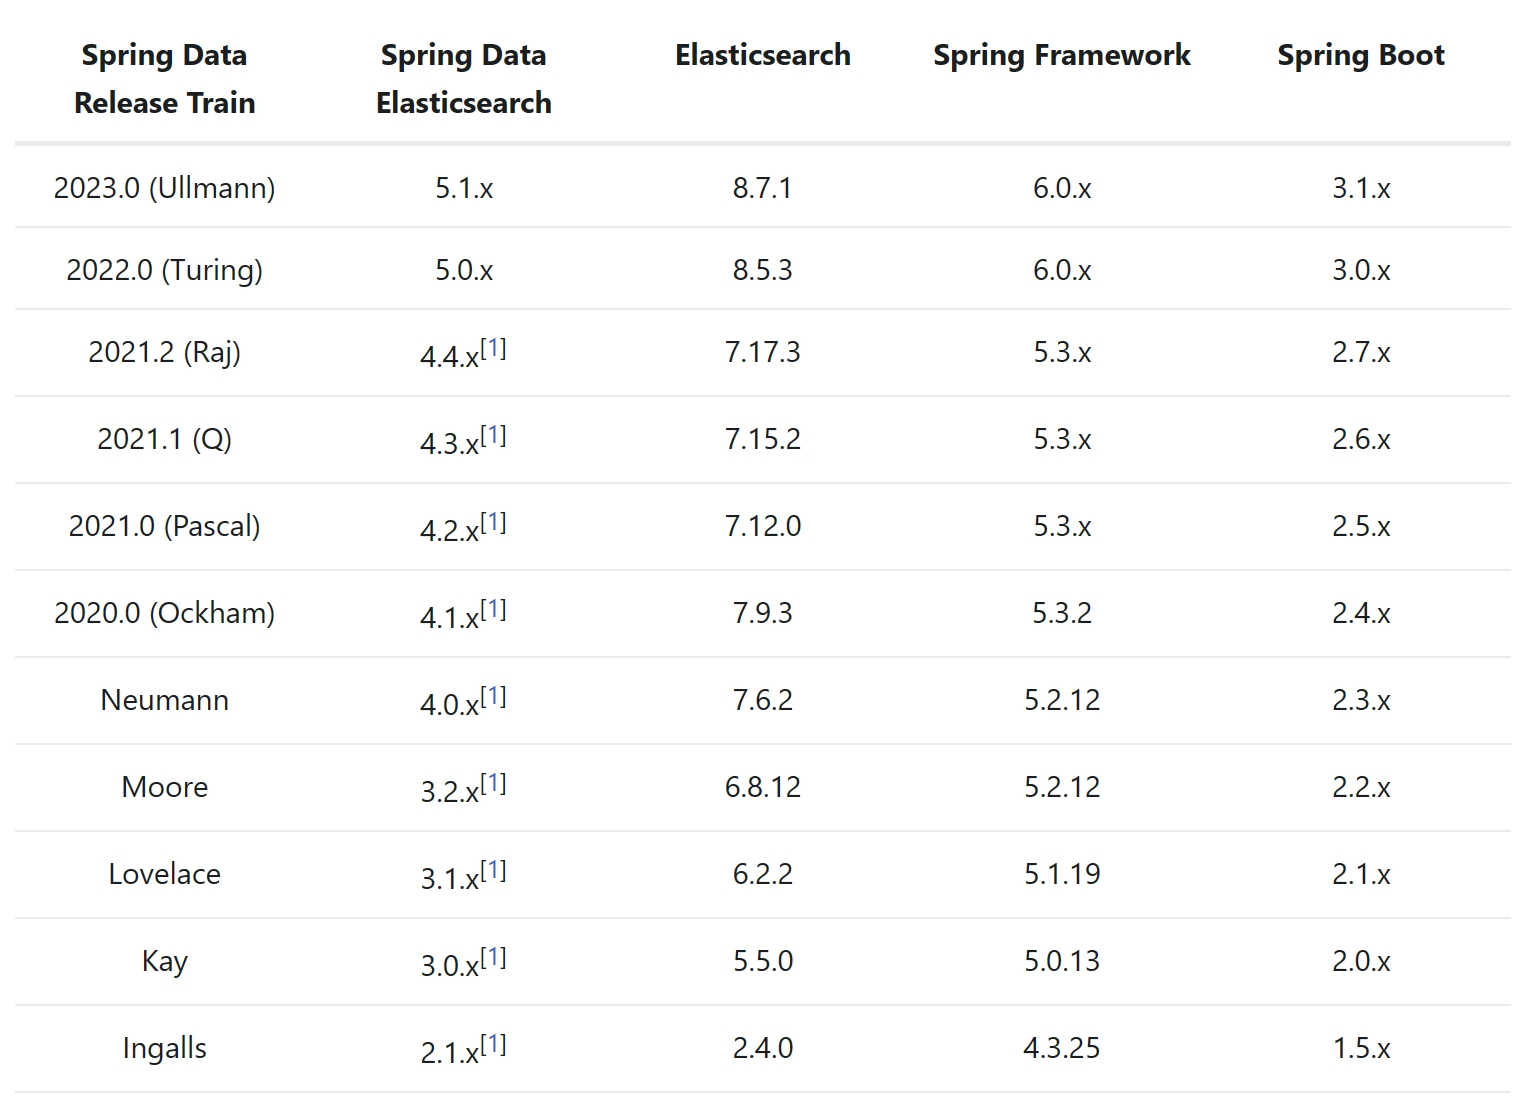 Spring Data Release Train Spring Data Elasticsearch Elasticsearch Spring Framework Spring Boot
2023.0 (Ullmann) 5.1.x 8.7.1 6.0.x 3.1.x
2022.0 (Turing) 5.0.x 8.5.3 6.0.x 3.0.x
2021.2 (Raj) 4.4.x[1] 7.17.3 5.3.x 2.7.x
2021.1 (Q) 4.3.x[1] 7.15.2 5.3.x 2.6.x
2021.0 (Pascal) 4.2.x[1] 7.12.0 5.3.x 2.5.x
2020.0 (Ockham) 4.1.x[1] 7.9.3 5.3.2 2.4.x
Neumann 4.0.x[1] 7.6.2 5.2.12 2.3.x
Moore 3.2.x[1] 6.8.12 5.2.12 2.2.x
Lovelace 3.1.x[1] 6.2.2 5.1.19 2.1.x
Kay 3.0.x[1] 5.5.0 5.0.13 2.0.x
Ingalls 2.1.x[1] 2.4.0 4.3.25 1.5.x